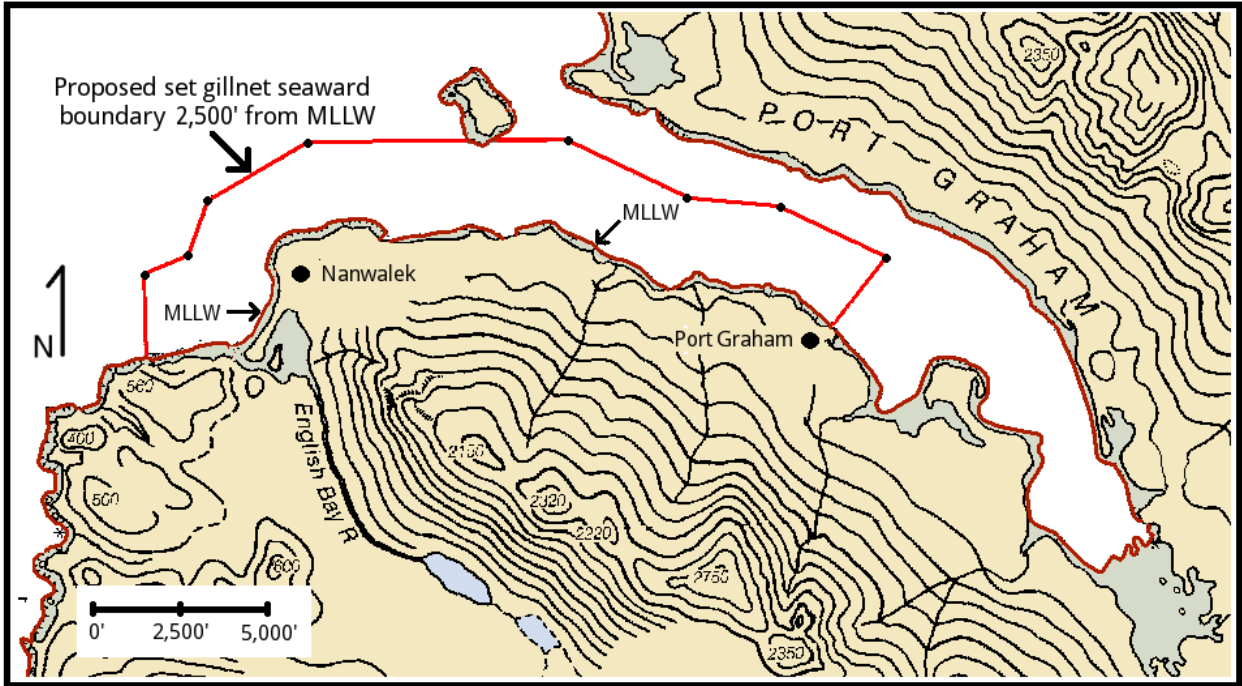 Proposed set gillnet seaward
boundary 2,500' from MLLW
2350
PORT GRAHAM
MLLW
Nanwalek
MLLW
N
Port Graham
560
400
500
English Bay R
2100
2320
2220
600
2750
2350
0' 2,500' 5,000'